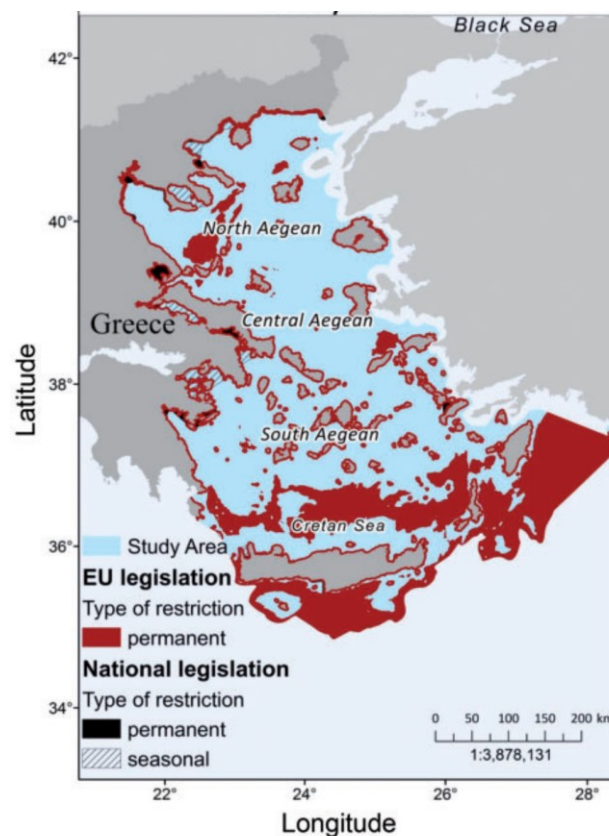 Black Sea
42°
40°
North Aegean
Central Aegean
Greece
38°
Latitude
South Aegean
Cretan Sea
36°
Study Area
EU legislation
Type of restriction
permanent
National legislation
Type of restriction
permanent
seasonal
34°
0 50 100 150 200 km
1:3,878,131
22° 24° 26° 28°
Longitude